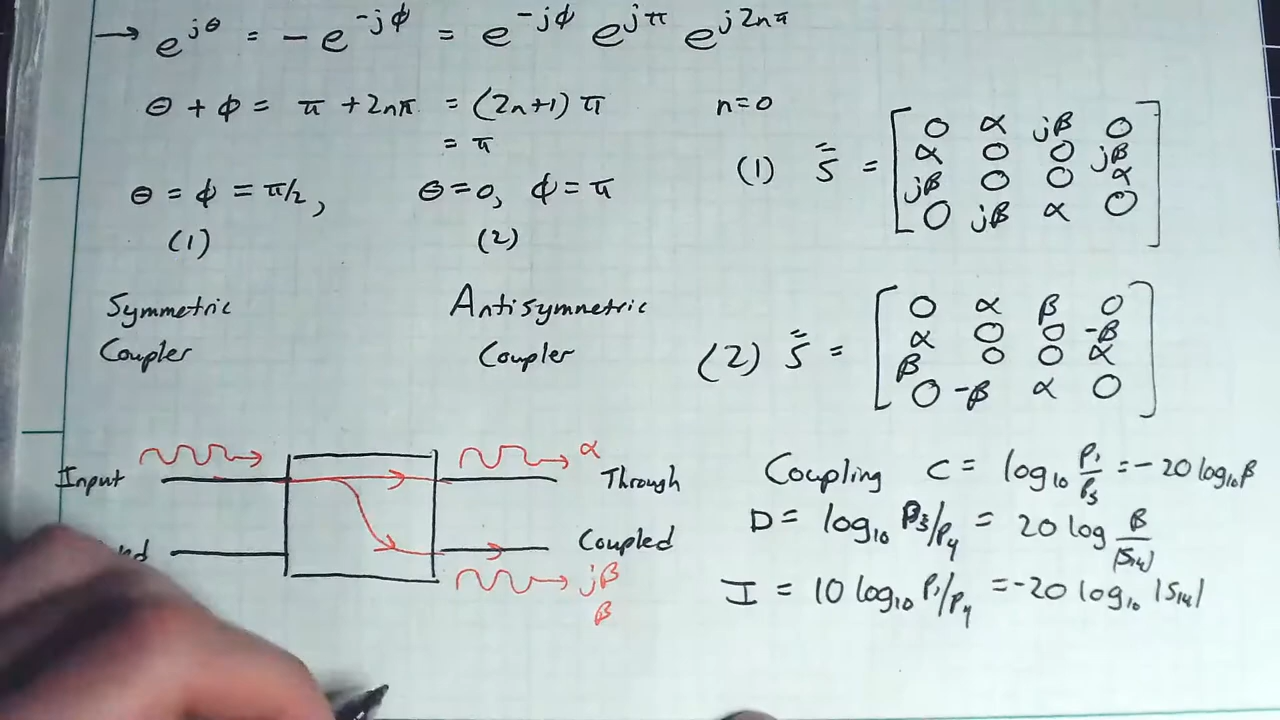 → e^{jθ} = -e^{-jϕ} = e^{-jϕ} e^{jπ} e^{j2nπ}
θ + ϕ = π + 2nπ = (2n+1)π n=0
= π
θ = ϕ = π/2, θ=0, ϕ=π
(1) (2)
Symmetric Antisymmetric
Coupler Coupler
(1) S̿ =
0 α jβ 0
α 0 0 jβ
jβ 0 0 α
0 jβ α 0
(2) S̿ =
0 α β 0
α 0 0 -β
β 0 0 α
0 -β α 0
α
Input Through
Coupled
jβ
β
Coupling C = log₁₀ P₁/P₃ = -20 log₁₀ β
D = log₁₀ P₃/P₄ = 20 log β/|S₁₄|
I = 10 log₁₀ P₁/P₄ = -20 log₁₀ |S₁₄|